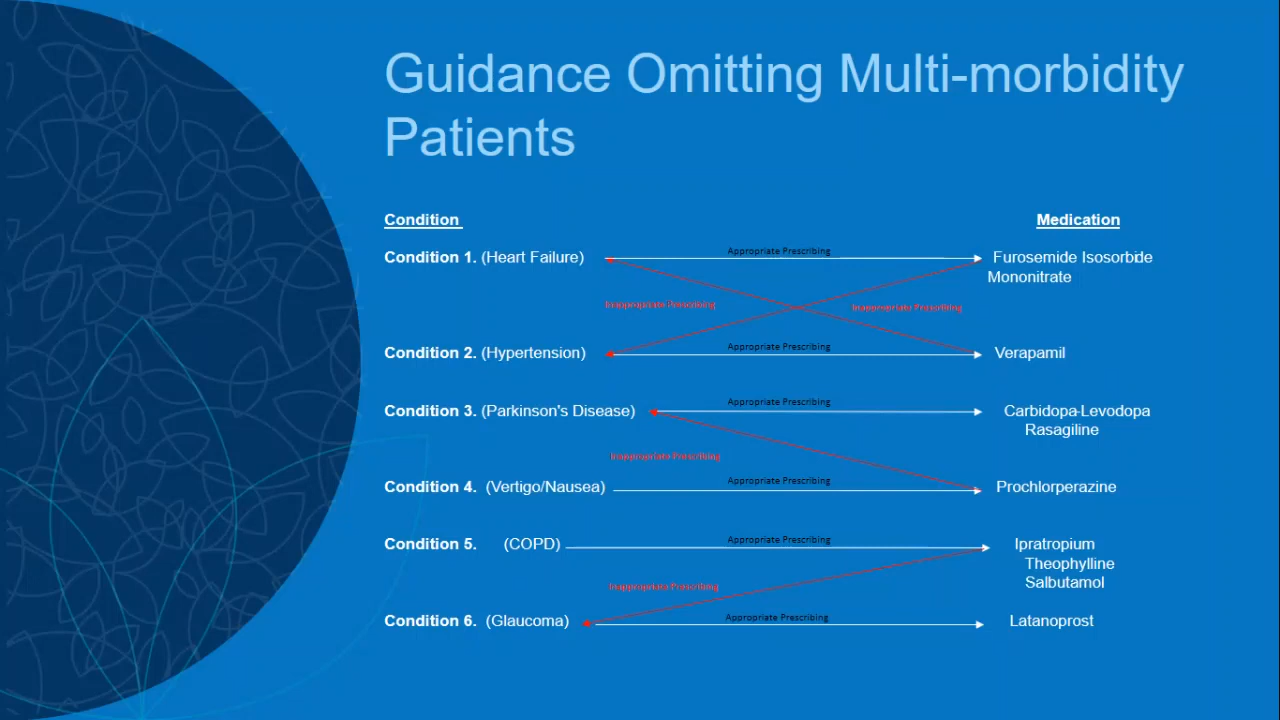 Guidance Omitting Multi-morbidity
Patients
Condition
Medication
Condition 1. (Heart Failure)
Appropriate Prescribing
Furosemide Isosorbide
Mononitrate
Inappropriate Prescribing
Inappropriate Prescribing
Condition 2. (Hypertension)
Appropriate Prescribing
Verapamil
Condition 3. (Parkinson's Disease)
Appropriate Prescribing
Carbidopa-Levodopa
Rasagiline
Inappropriate Prescribing
Condition 4. (Vertigo/Nausea)
Appropriate Prescribing
Prochlorperazine
Condition 5. (COPD)
Appropriate Prescribing
Ipratropium
Theophylline
Salbutamol
Inappropriate Prescribing
Condition 6. (Glaucoma)
Appropriate Prescribing
Latanoprost